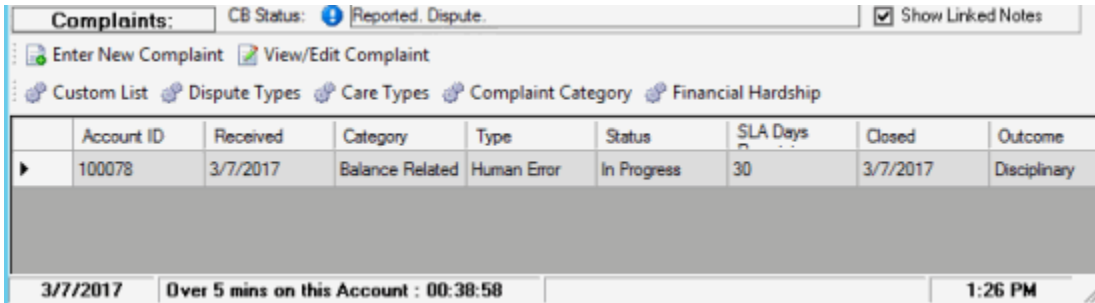 Complaints: CB Status: Reported. Dispute. Show Linked Notes
Enter New Complaint View/Edit Complaint
Custom List Dispute Types Care Types Complaint Category Financial Hardship
Account ID Received Category Type Status SLA Days Closed Outcome
100078 3/7/2017 Balance Related Human Error In Progress 30 3/7/2017 Disciplinary
3/7/2017 Over 5 mins on this Account : 00:38:58 1:26 PM